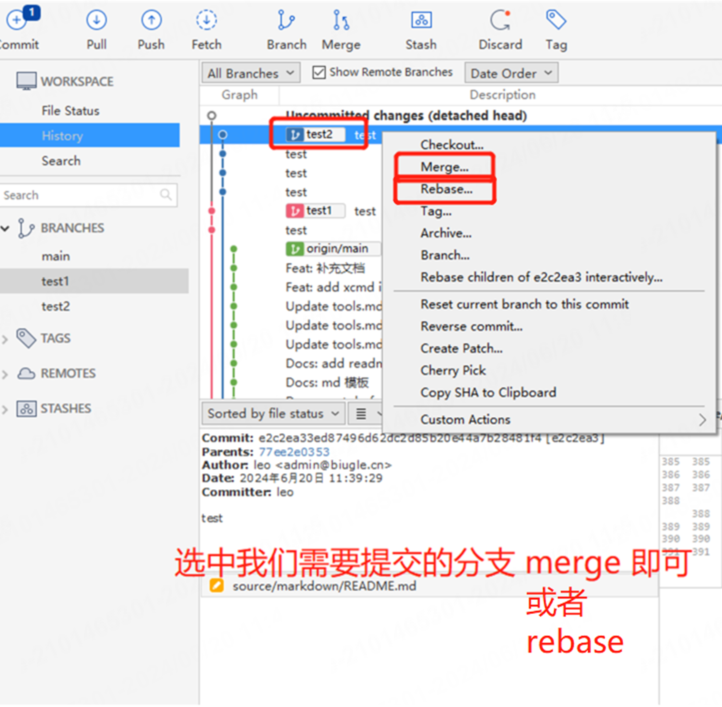 1
Commit Pull Push Fetch Branch Merge Stash Discard Tag
WORKSPACE
File Status
History
Search
Search
BRANCHES
main
test1
test2
TAGS
REMOTES
STASHES
All Branches Show Remote Branches Date Order
Graph Description
Uncommitted changes (detached head)
test2 test
test
test
test
test1 test
test
origin/main
Feat: 补充文档
Feat: add xcmd i
Update tools.md
Update tools.md
Update tools.md
Docs: add readm
Docs: md 模板
Checkout...
Merge...
Rebase...
Tag...
Archive...
Branch...
Rebase children of e2c2ea3 interactively...
Reset current branch to this commit
Reverse commit...
Create Patch...
Cherry Pick
Copy SHA to Clipboard
Custom Actions
Sorted by file status
Commit: e2c2ea33ed87496d62dc2d85b20e44a7b28481f4 [e2c2ea3]
Parents: 77ee2e0353
Author: leo <admin@biugle.cn>
Date: 2024年6月20日 11:39:29
Committer: leo
test
385 385
386 386
387 387
388
388
389 389
390 390
391
选中我们需要提交的分支 merge 即可
或者
rebase
source/markdown/README.md